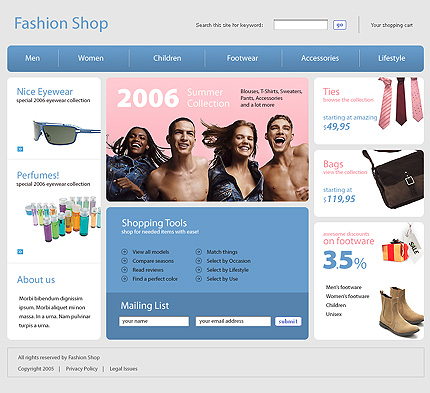 Fashion Shop
Search this site for keyword:
go
Your shopping cart
Men
Women
Children
Footwear
Accessories
Lifestyle
Nice Eyewear
special 2006 eyewear collection
Perfumes!
special 2006 eyewear collection
About us
Morbi bibendum dignissim
ipsum. Morbi aliquet mi non
massa. In a urna. Nam pulvinar
turpis a urna.
2006
Summer
Collection
Blouses, T-Shirts, Sweaters,
Pants, Accessories
and a lot more
Shopping Tools
shop for needed items with ease!
View all models
Compare seasons
Read reviews
Find a perfect color
Match things
Select by Occasion
Select by Lifestyle
Select by Use
Mailing List
your name
your email address
submit
Ties
browse the collection
starting at amazing
$49,95
Bags
view the collection
starting at
$119,95
awesome discounts
on footware
35%
SALE
Men's footware
Women's footware
Children
Unisex
All rights reserved by Fashion Shop
Copyright 2005 | Privacy Policy | Legal Issues